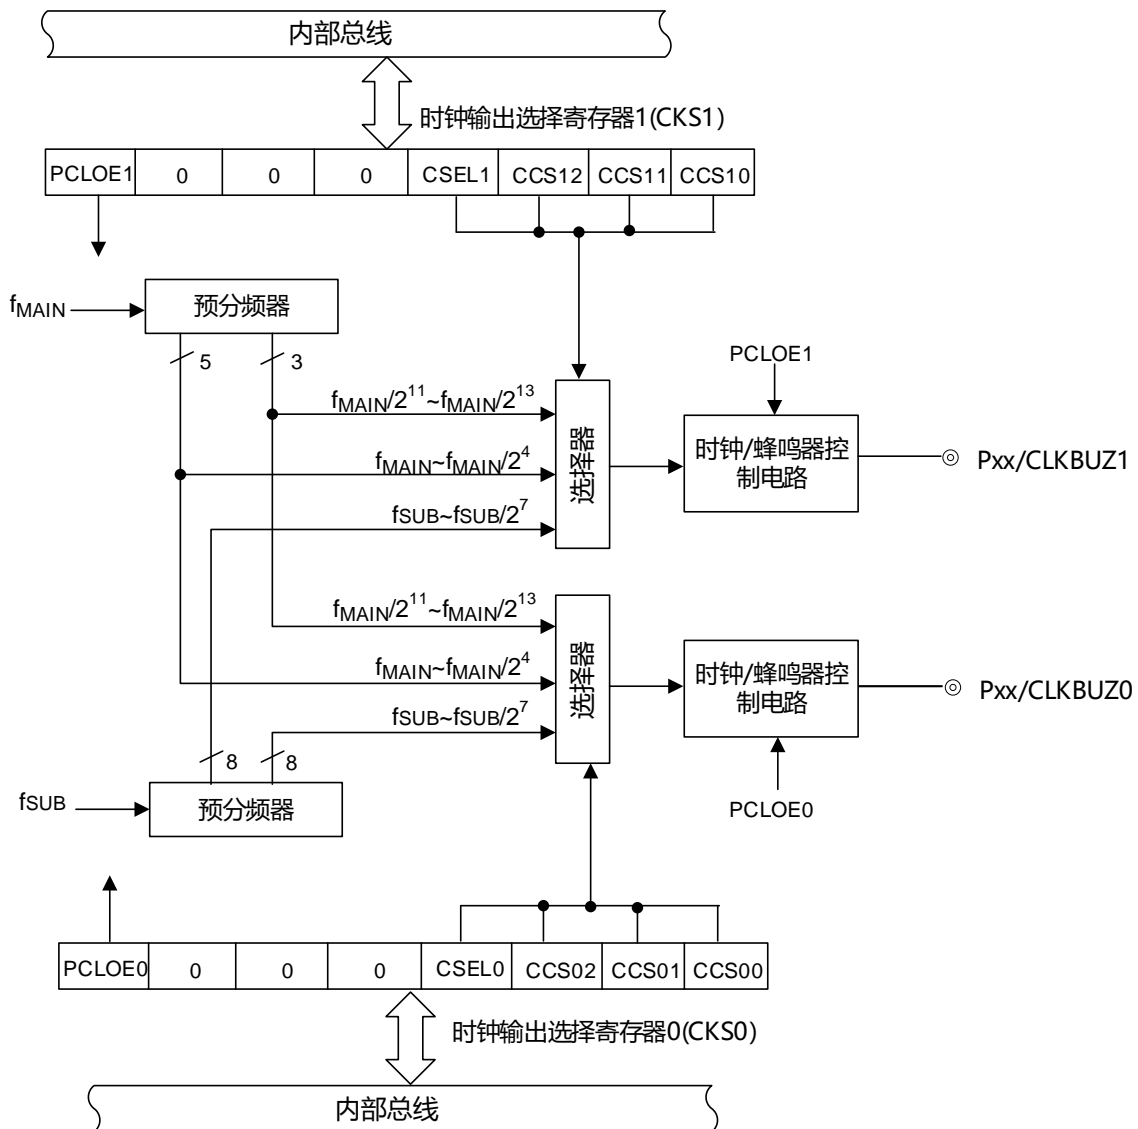 内部总线
时钟输出选择寄存器1(CKS1)
PCLOE1 0 0 0 CSEL1 CCS12 CCS11 CCS10
fMAIN
预分频器
5
3
PCLOE1
fMAIN/2^11~fMAIN/2^13
fMAIN~fMAIN/2^4
fSUB~fSUB/2^7
选择器
时钟/蜂鸣器控
制电路
Pxx/CLKBUZ1
fMAIN/2^11~fMAIN/2^13
fMAIN~fMAIN/2^4
fSUB~fSUB/2^7
选择器
时钟/蜂鸣器控
制电路
Pxx/CLKBUZ0
8
8
fSUB
预分频器
PCLOE0
PCLOE0 0 0 0 CSEL0 CCS02 CCS01 CCS00
时钟输出选择寄存器0(CKS0)
内部总线